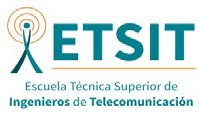 ETSIT
Escuela Técnica Superior de
Ingenieros de Telecomunicación